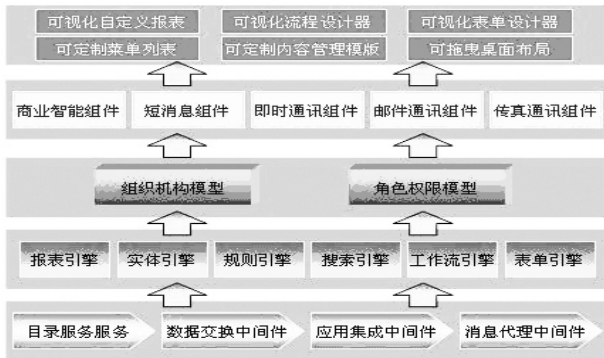 可视化自定义报表 可视化流程设计器 可视化表单设计器
可定制菜单列表 可定制内容管理模版 可拖曳桌面布局
商业智能组件 短消息组件 即时通讯组件 邮件通讯组件 传真通讯组件
组织机构模型 角色权限模型
报表引擎 实体引擎 规则引擎 搜索引擎 工作流引擎 表单引擎
目录服务服务 数据交换中间件 应用集成中间件 消息代理中间件